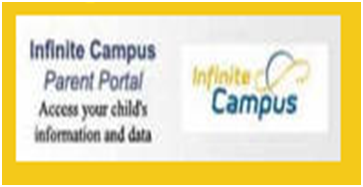 Infinite Campus
Parent Portal
Access your child's
information and data
Infinite
Campus